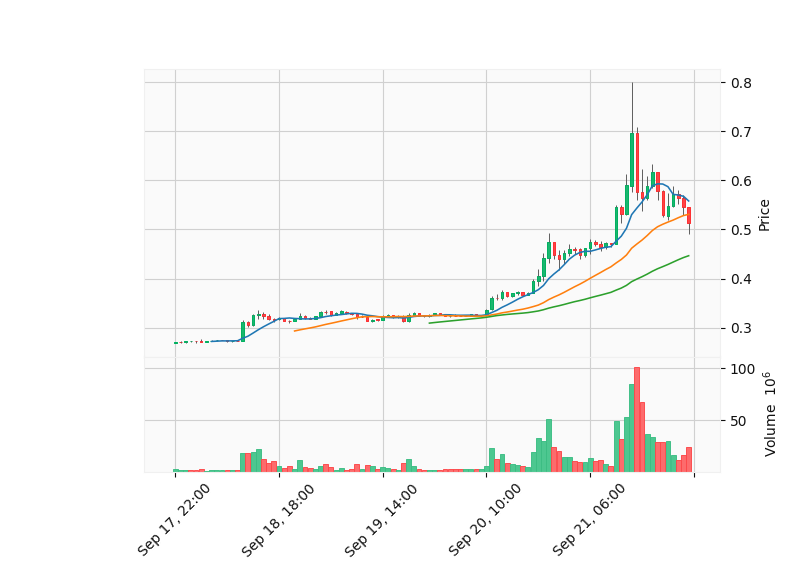 0.8
0.7
0.6
0.5
0.4
0.3
Price
100
50
Volume 10^6
Sep 17, 22:00
Sep 18, 18:00
Sep 19, 14:00
Sep 20, 10:00
Sep 21, 06:00